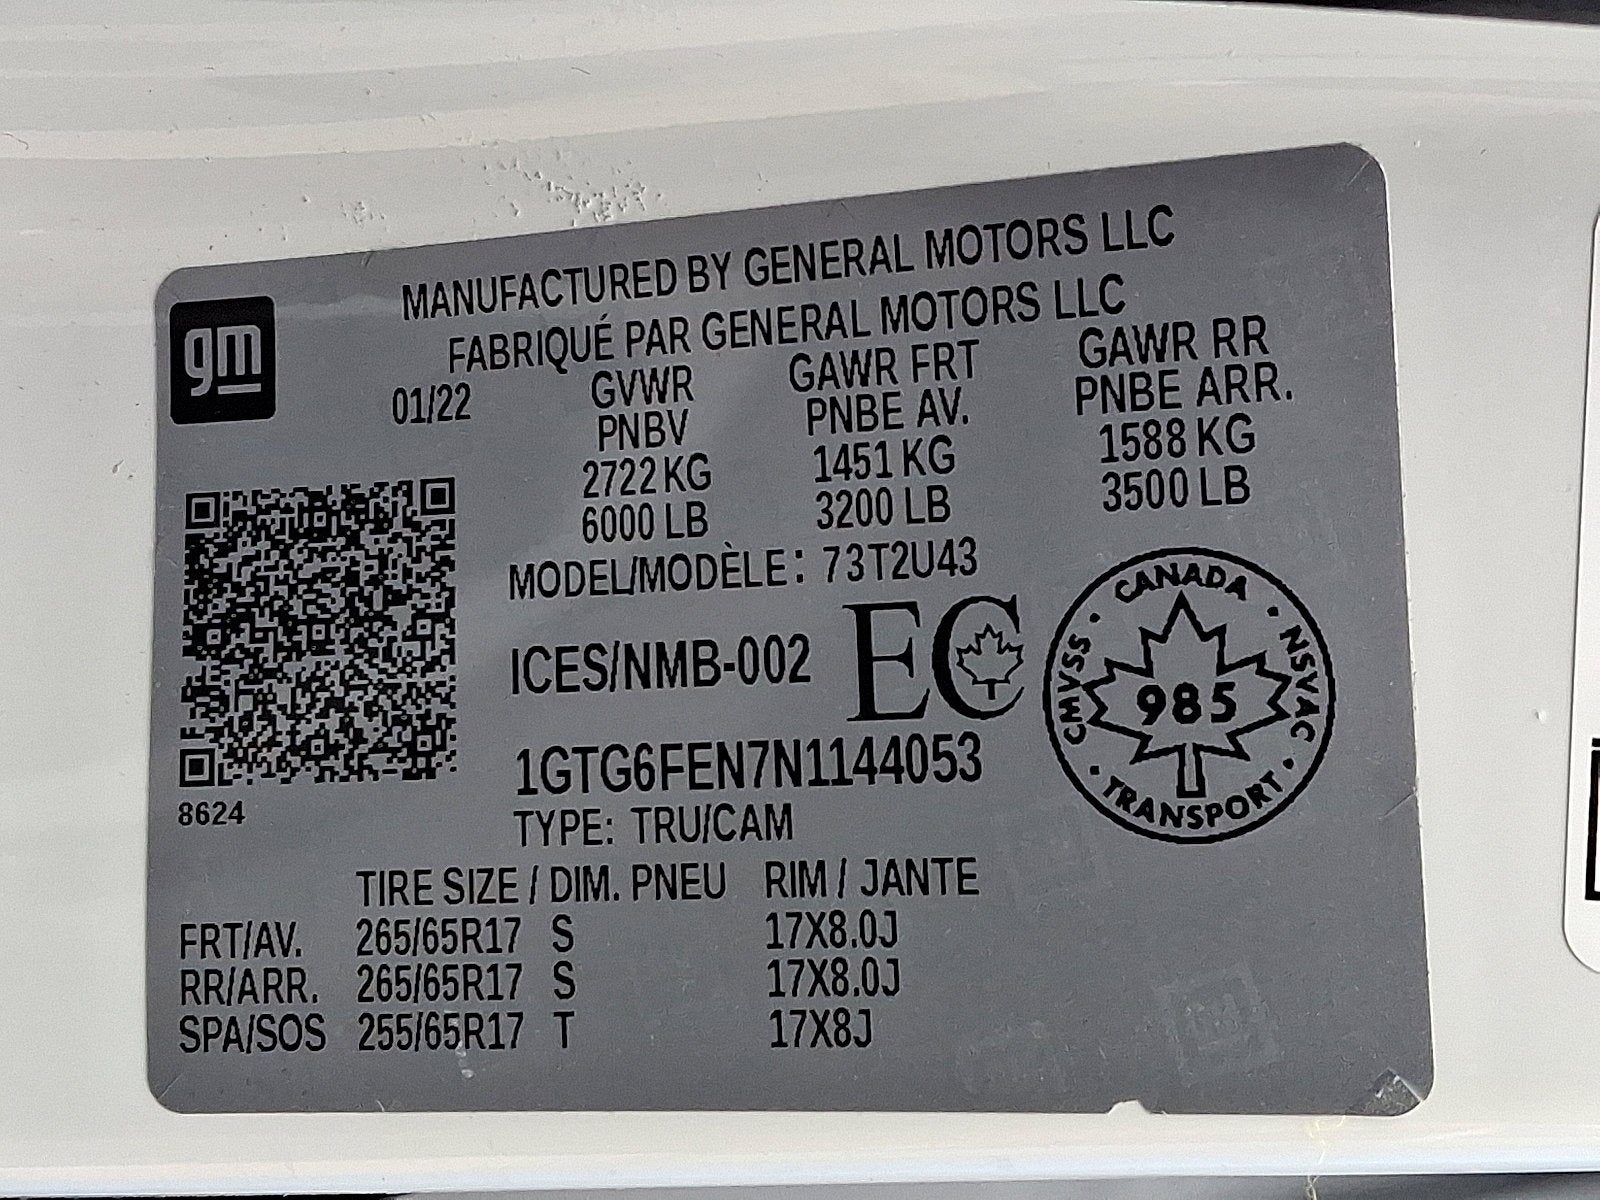 MANUFACTURED BY GENERAL MOTORS LLC
FABRIQUÉ PAR GENERAL MOTORS LLC
gm
01/22
GVWR GAWR FRT GAWR RR
PNBV PNBE AV. PNBE ARR.
2722 KG 1451 KG 1588 KG
6000 LB 3200 LB 3500 LB
MODEL/MODÈLE: 73T2U43
ICES/NMB-002 EC
CANADA · NSVAC · TRANSPORT · CMVSS ·
985
1GTG6FEN7N1144053
8624
TYPE: TRU/CAM
TIRE SIZE / DIM. PNEU RIM / JANTE
FRT/AV. 265/65R17 S 17X8.0J
RR/ARR. 265/65R17 S 17X8.0J
SPA/SOS 255/65R17 T 17X8J